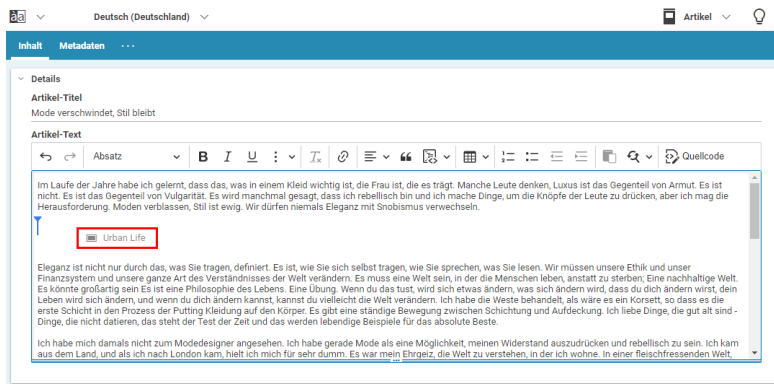 àa Deutsch (Deutschland) Artikel
Inhalt Metadaten ...
Details
Artikel-Titel
Mode verschwindet, Stil bleibt
Artikel-Text
Absatz B I U Tx Quellcode
Im Laufe der Jahre habe ich gelernt, dass das, was in einem Kleid wichtig ist, die Frau ist, die es trägt. Manche Leute denken, Luxus ist das Gegenteil von Armut. Es ist
nicht. Es ist das Gegenteil von Vulgarität. Es wird manchmal gesagt, dass ich rebellisch bin und ich mache Dinge, um die Knöpfe der Leute zu drücken, aber ich mag die
Herausforderung. Moden verblassen, Stil ist ewig. Wir dürfen niemals Eleganz mit Snobismus verwechseln.
Urban Life
Eleganz ist nicht nur durch das, was Sie tragen, definiert. Es ist, wie Sie sich selbst tragen, wie Sie sprechen, was Sie lesen. Wir müssen unsere Ethik und unser
Finanzsystem und unsere ganze Art des Verständnisses der Welt verändern. Es muss eine Welt sein, in der die Menschen leben, anstatt zu sterben; Eine nachhaltige Welt.
Es könnte großartig sein Es ist eine Philosophie des Lebens. Eine Übung. Wenn du das tust, wird sich etwas ändern, was sich ändern wird, dass du dich ändern wirst, dein
Leben wird sich ändern, und wenn du dich ändern kannst, kannst du vielleicht die Welt verändern. Ich habe die Weste behandelt, als wäre es ein Korsett, so dass es die
erste Schicht in den Prozess der Putting Kleidung auf den Körper. Es gibt eine ständige Bewegung zwischen Schichtung und Aufdeckung. Ich liebe Dinge, die gut alt sind -
Dinge, die nicht datieren, das steht der Test der Zeit und das werden lebendige Beispiele für das absolute Beste.
Ich habe mich damals nicht zum Modedesigner angesehen. Ich habe gerade Mode als eine Möglichkeit, meinen Widerstand auszudrücken und rebellisch zu sein. Ich kam
aus dem Land, und als ich nach London kam, hielt ich mich für sehr dumm. Es war mein Ehrgeiz, die Welt zu verstehen, in der ich wohne. In einer fleischfressenden Welt,